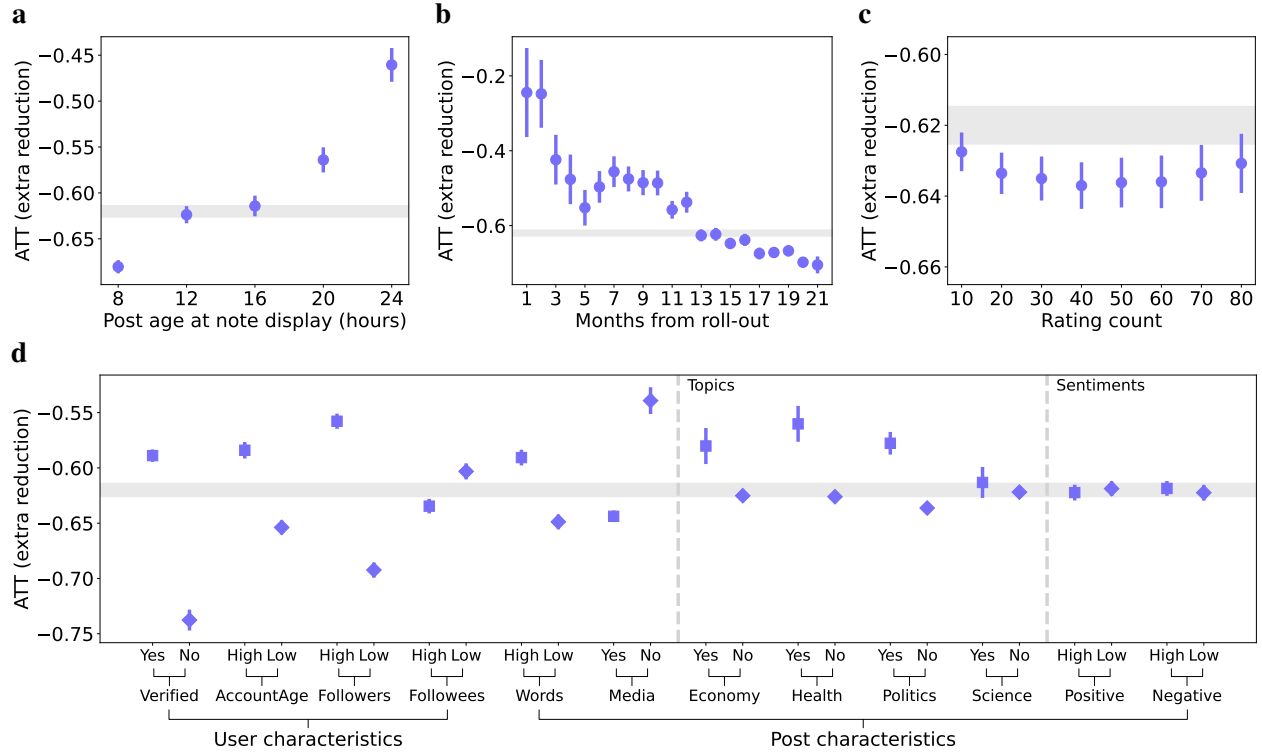 a
b
c
ATT (extra reduction)
−0.45
−0.50
−0.55
−0.60
−0.65
8 12 16 20 24
Post age at note display (hours)
ATT (extra reduction)
−0.2
−0.4
−0.6
1 3 5 7 9 11 13 15 17 19 21
Months from roll-out
ATT (extra reduction)
−0.60
−0.62
−0.64
−0.66
10 20 30 40 50 60 70 80
Rating count
d
ATT (extra reduction)
−0.55
−0.60
−0.65
−0.70
−0.75
Topics
Sentiments
Yes No High Low High Low High Low High Low Yes No Yes No Yes No Yes No Yes No High Low High Low
Verified AccountAge Followers Followees Words Media Economy Health Politics Science Positive Negative
User characteristics Post characteristics